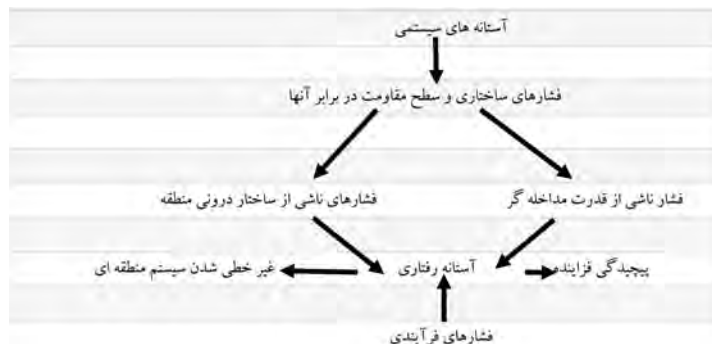 آستانه های سیستمی
فشارهای ساختاری و سطح مقاومت در برابر آنها
فشار ناشی از قدرت مداخله گر
فشارهای ناشی از ساختار درونی منطقه
پیچیدگی فزاینده
آستانه رفتاری
غیر خطی شدن سیستم منطقه ای
فشارهای فرآیندی